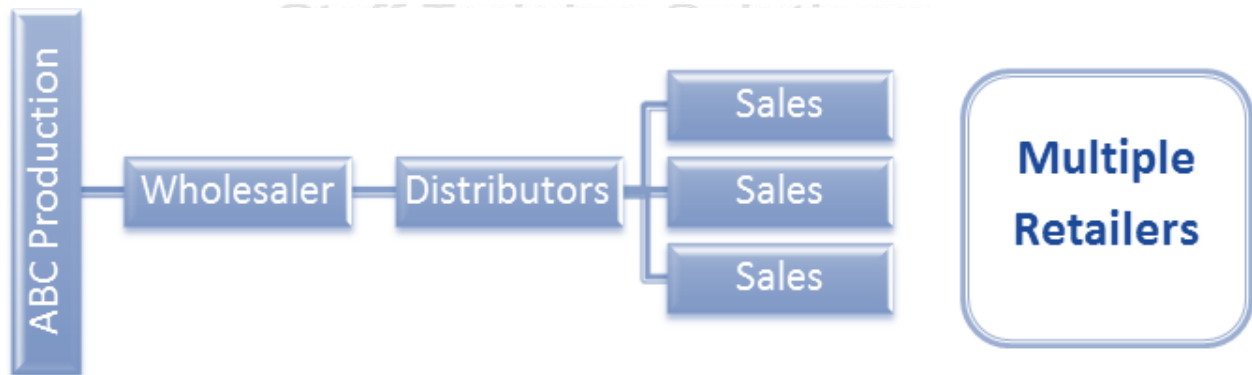 ABC Production
Wholesaler
Distributors
Sales
Sales
Sales
Multiple
Retailers